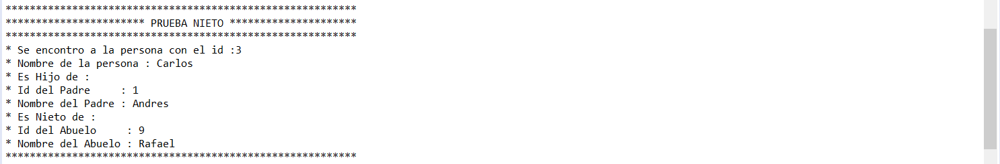 **********************************************************
*********************** PRUEBA NIETO *********************
**********************************************************
* Se encontro a la persona con el id :3
* Nombre de la persona : Carlos
* Es Hijo de :
* Id del Padre     : 1
* Nombre del Padre : Andres
* Es Nieto de :
* Id del Abuelo     : 9
* Nombre del Abuelo : Rafael
**********************************************************